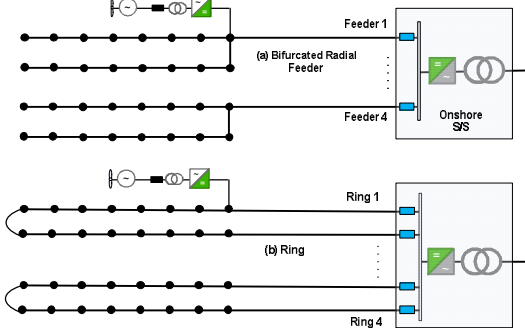 Feeder 1
(a) Bifurcated Radial
Feeder
Feeder 4
Onshore
S/S
Ring 1
(b) Ring
Ring 4